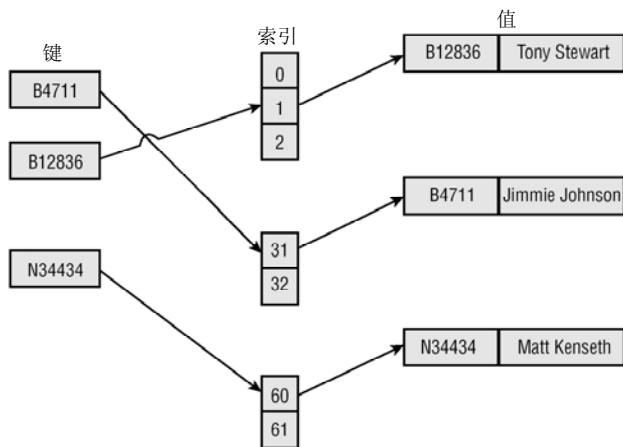 键
索引
值
B4711
B12836
N34434
0
1
2
31
32
60
61
B12836 Tony Stewart
B4711 Jimmie Johnson
N34434 Matt Kenseth